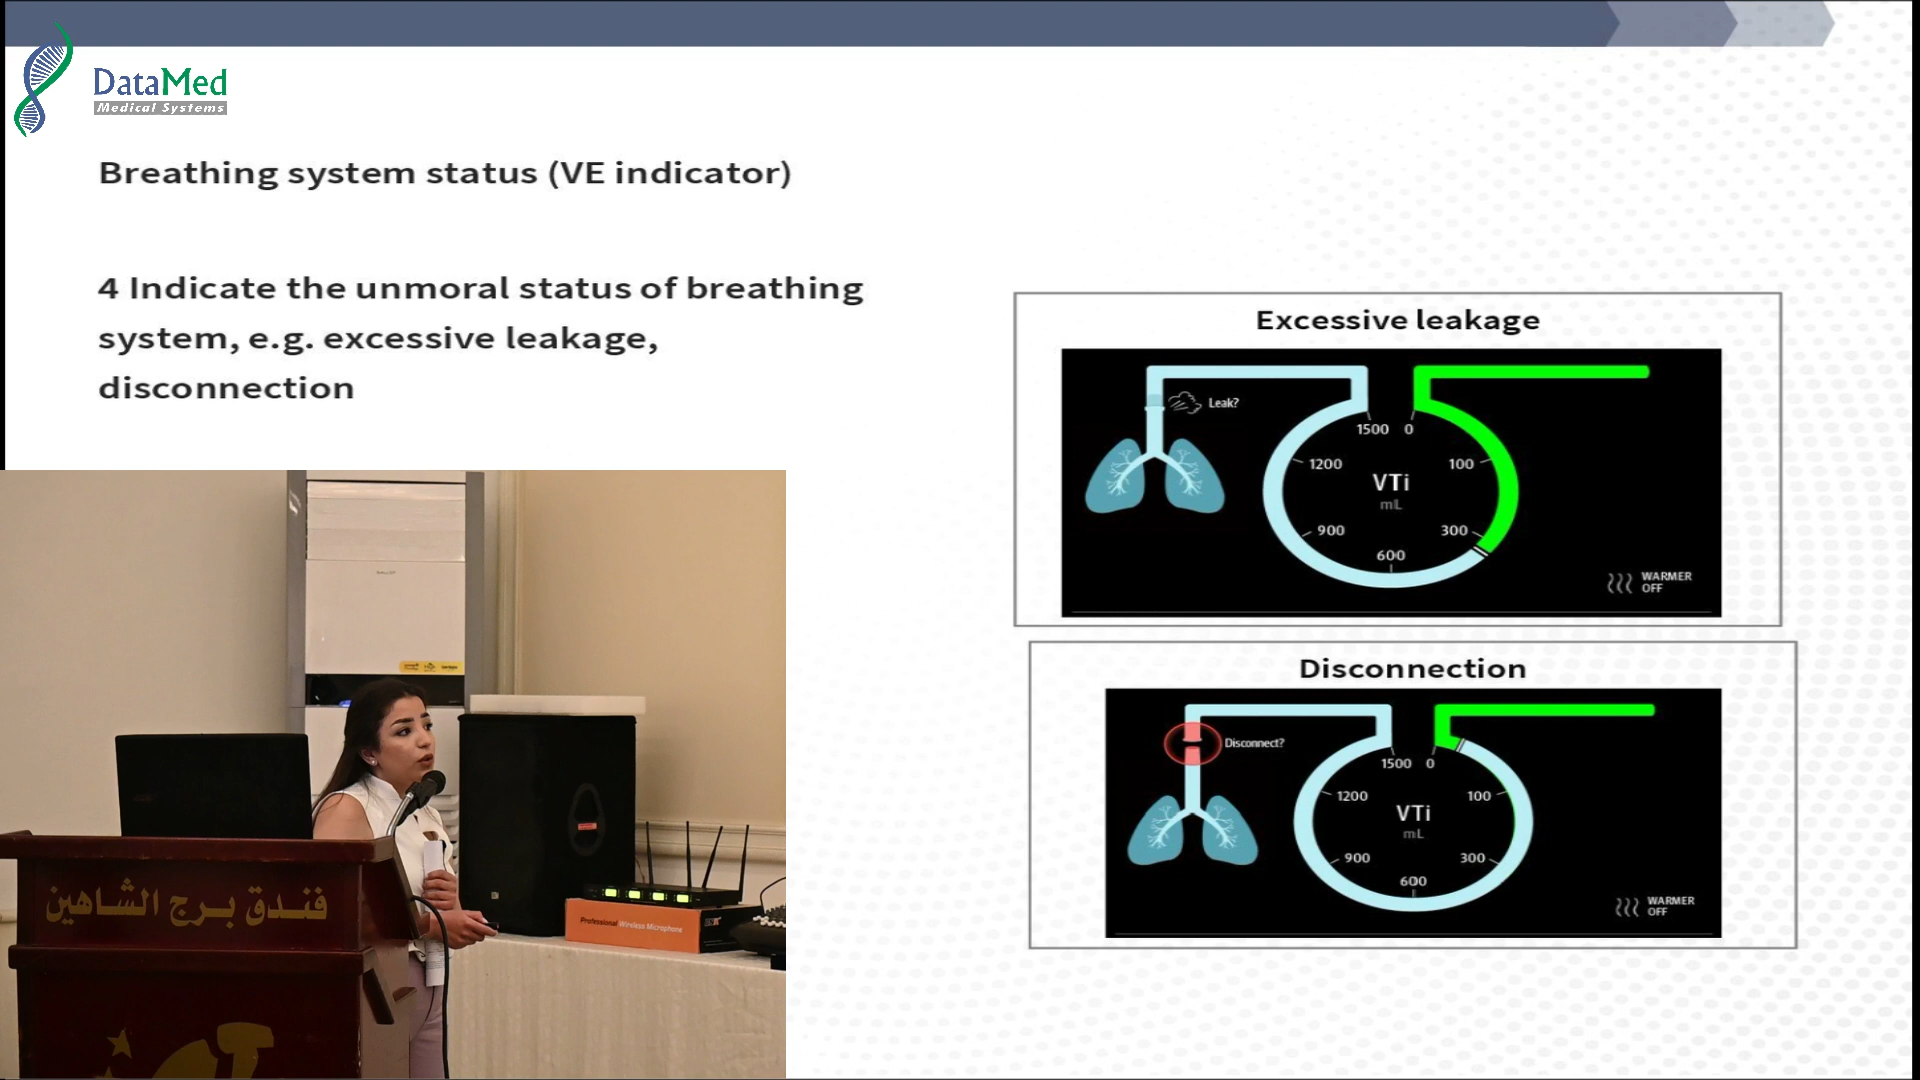 DataMed
Medical Systems
Breathing system status (VE indicator)
4 Indicate the unmoral status of breathing
system, e.g. excessive leakage,
disconnection
Excessive leakage
Leak?
1500 0
1200 100
VTi
mL
900 300
600
WARMER
OFF
Disconnection
Disconnect?
1500 0
1200 100
VTi
mL
900 300
600
WARMER
OFF
فندق برج الشاهين
Professional Wireless Microphone